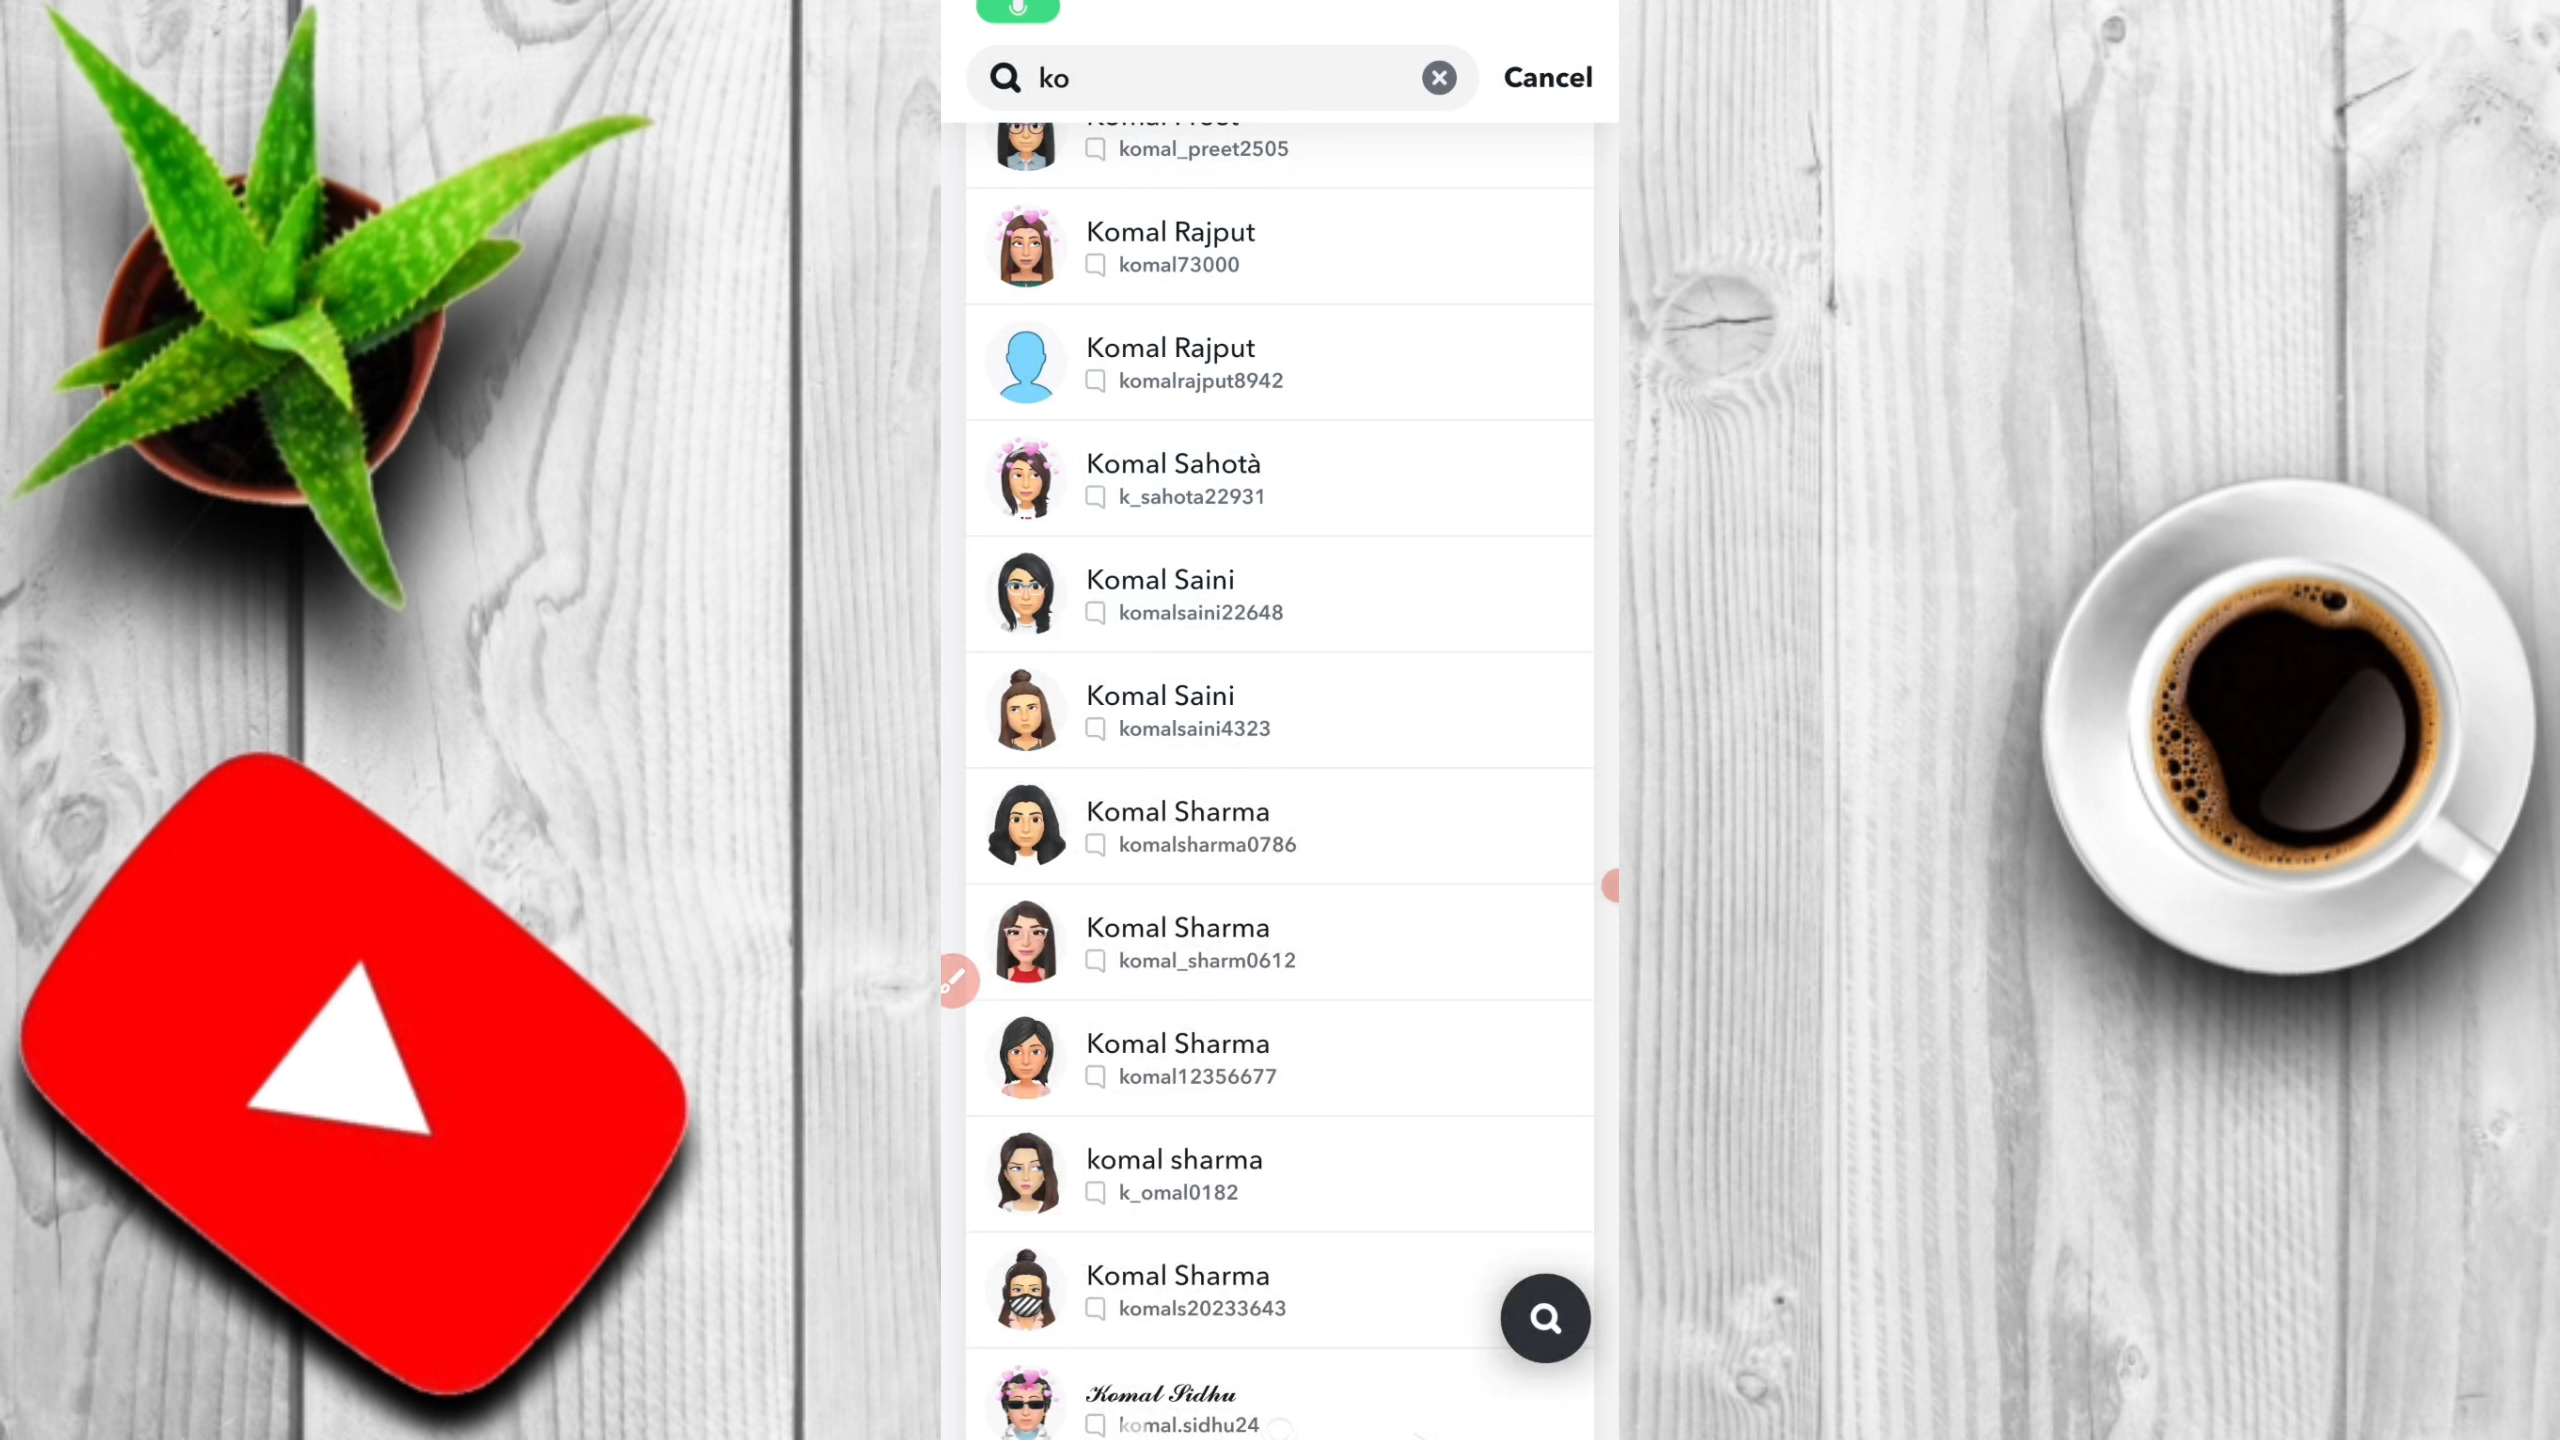 ko
Cancel
komal_preet2505
Komal Rajput
komal73000
Komal Rajput
komalrajput8942
Komal Sahotà
k_sahota22931
Komal Saini
komalsaini22648
Komal Saini
komalsaini4323
Komal Sharma
komalsharma0786
Komal Sharma
komal_sharm0612
Komal Sharma
komal12356677
komal sharma
k_omal0182
Komal Sharma
komals20233643
𝓚𝓸𝓶𝓪𝓵 𝓢𝓲𝓭𝓱𝓾
komal.sidhu24